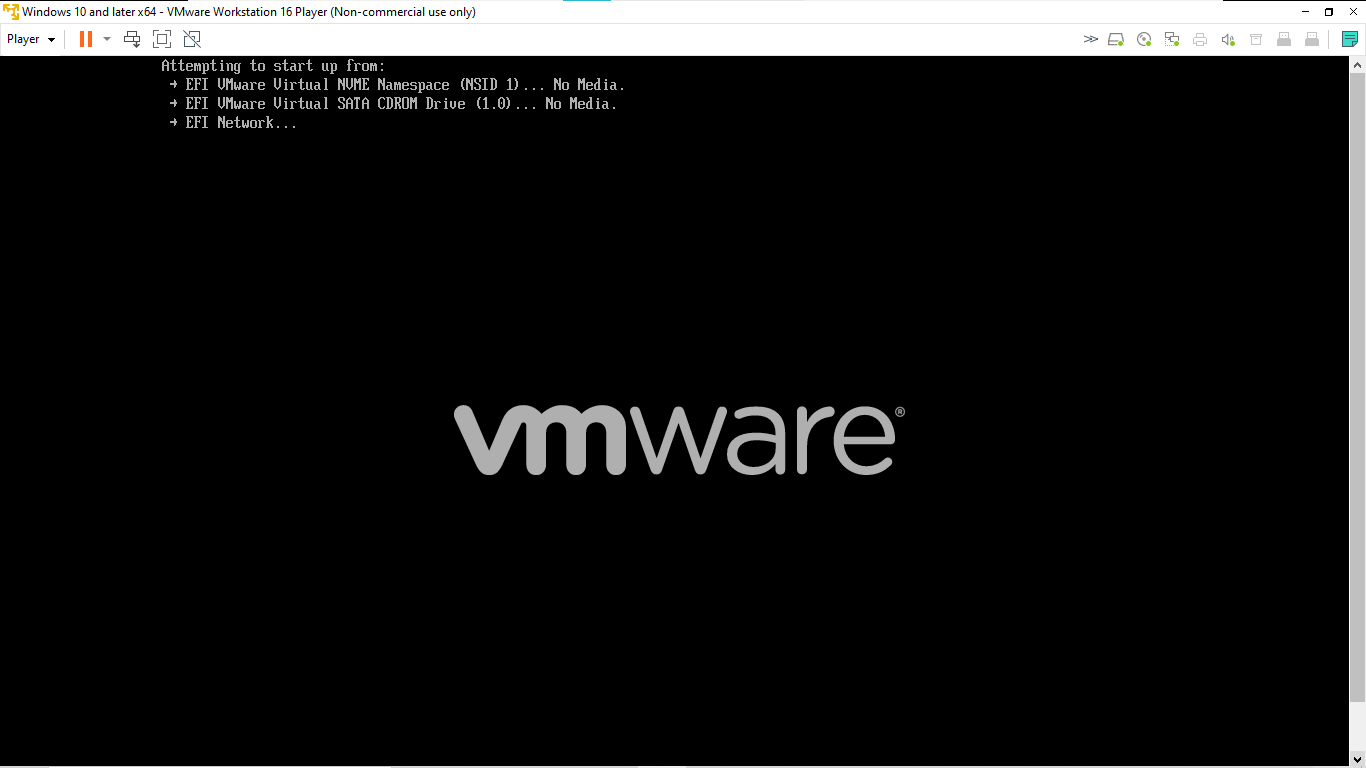 Windows 10 and later x64 - VMware Workstation 16 Player (Non-commercial use only)
Player
Attempting to start up from:
→ EFI VMware Virtual NVME Namespace (NSID 1)... No Media.
→ EFI VMware Virtual SATA CDROM Drive (1.0)... No Media.
→ EFI Network...
vmware®